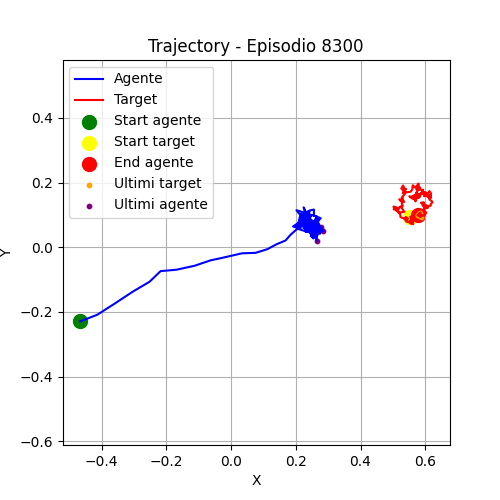 Trajectory - Episodio 8300
Agente
Target
Start agente
Start target
End agente
Ultimi target
Ultimi agente
0.4
0.2
0.0
−0.2
−0.4
−0.6
Y
−0.4
−0.2
0.0
0.2
0.4
0.6
X